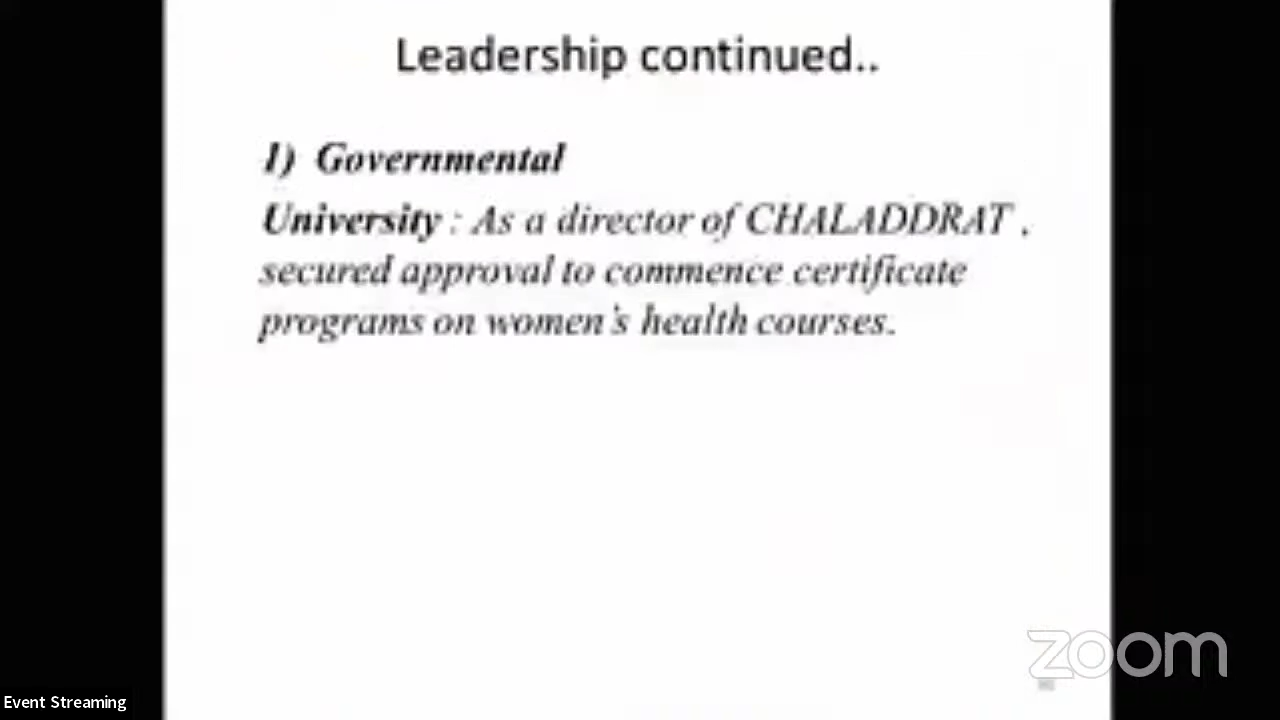 Leadership continued..
1) Governmental
University : As a director of CHALADDRAT ,
secured approval to commence certificate
programs on women's health courses.
zoom
Event Streaming